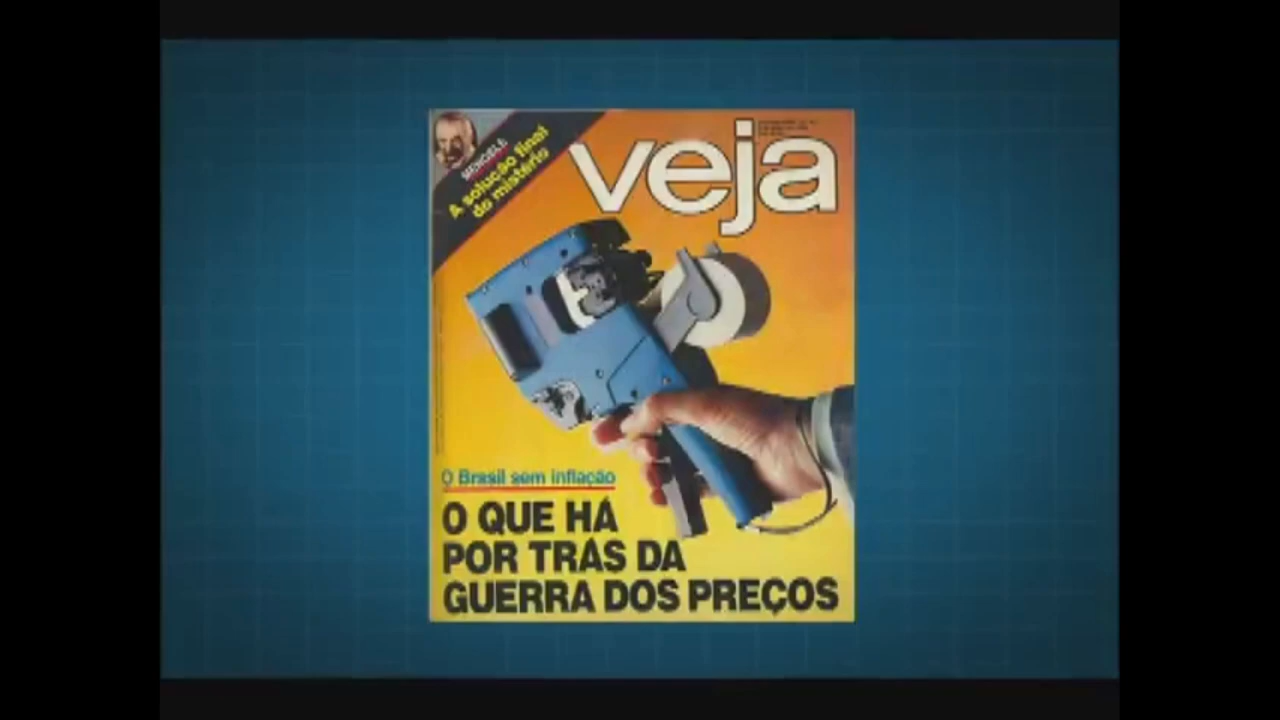 MENGELE
A solução final
do mistério
veja
O Brasil sem inflação
O QUE HÁ
POR TRÁS DA
GUERRA DOS PREÇOS